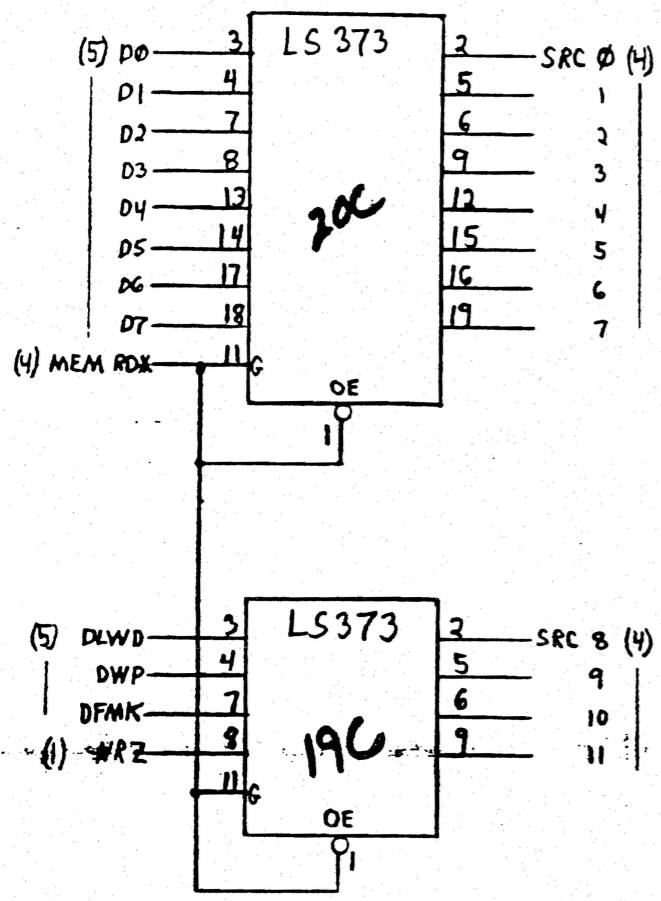 LS 373
(5) D0 3 2 SRC Ø (4)
D1 4 5 1
D2 7 6 2
D3 8 9 3
D4 13 12 4
20C
D5 14 15 5
D6 17 16 6
D7 18 19 7
(4) MEM RDX 11 G
OE
1
LS373
(5) DLWD 3 2 SRC 8 (4)
DWP 4 5 9
DFMK 7 6 10
(1) NRZ 8 19C 9 11
11 G
OE
1